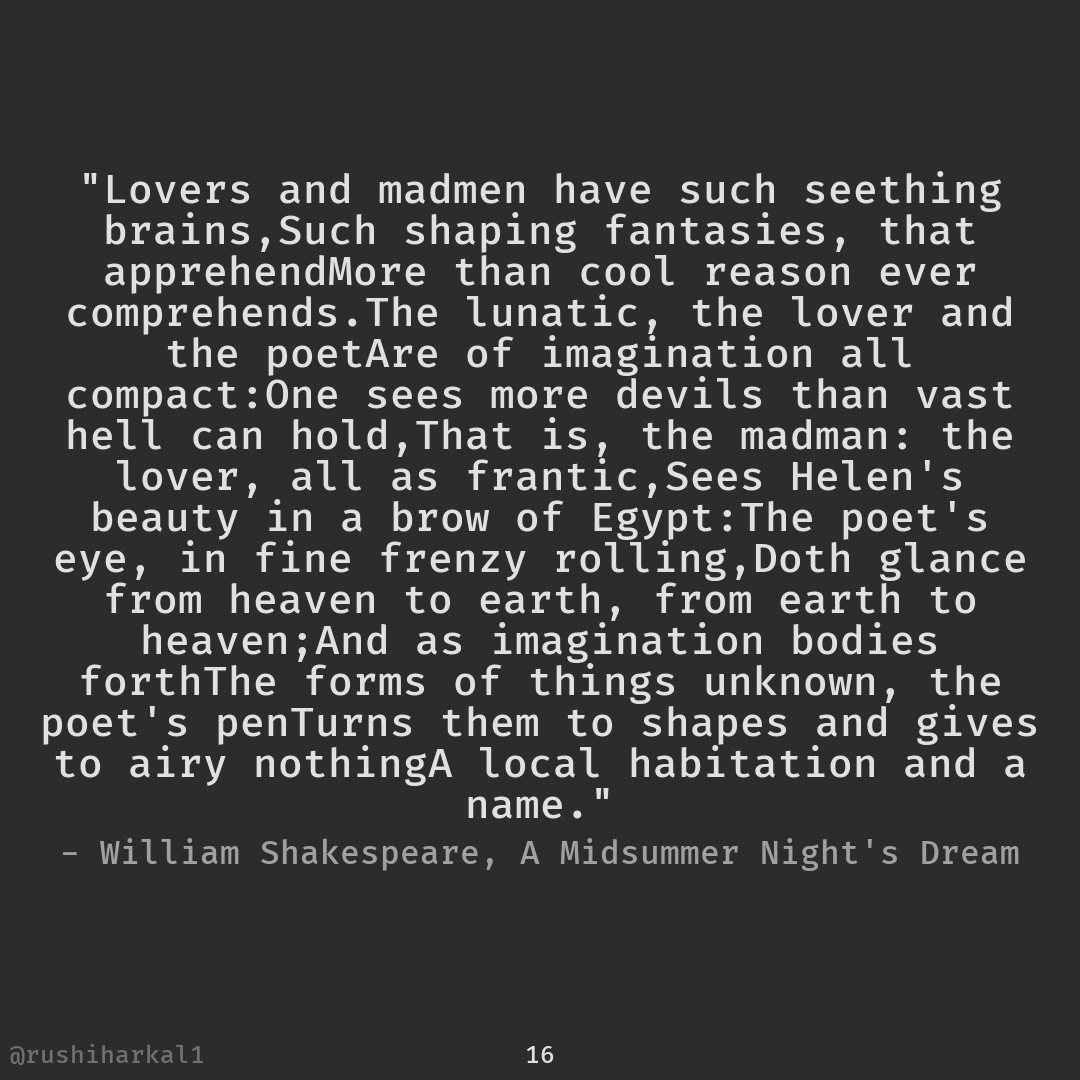 "Lovers and madmen have such seething
brains,Such shaping fantasies, that
apprehendMore than cool reason ever
comprehends.The lunatic, the lover and
the poetAre of imagination all
compact:One sees more devils than vast
hell can hold,That is, the madman: the
lover, all as frantic,Sees Helen's
beauty in a brow of Egypt:The poet's
eye, in fine frenzy rolling,Doth glance
from heaven to earth, from earth to
heaven;And as imagination bodies
forthThe forms of things unknown, the
poet's penTurns them to shapes and gives
to airy nothingA local habitation and a
name."
– William Shakespeare, A Midsummer Night's Dream
@rushiharkal1
16